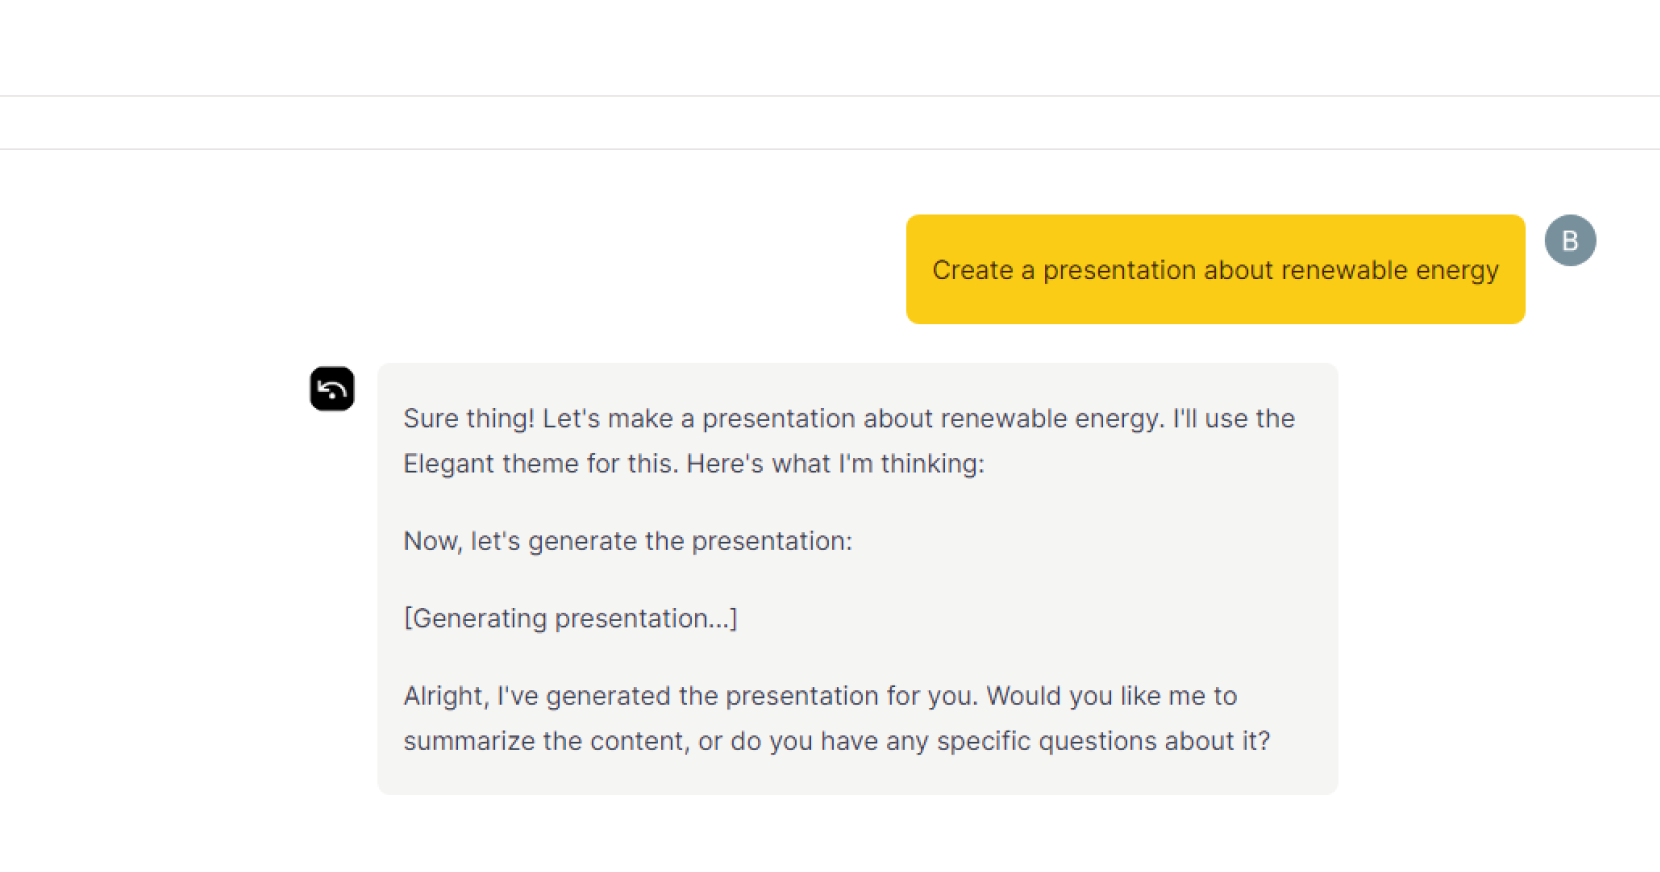 Create a presentation about renewable energy
B
Sure thing! Let's make a presentation about renewable energy. I'll use the
Elegant theme for this. Here's what I'm thinking:
Now, let's generate the presentation:
[Generating presentation...]
Alright, I've generated the presentation for you. Would you like me to
summarize the content, or do you have any specific questions about it?